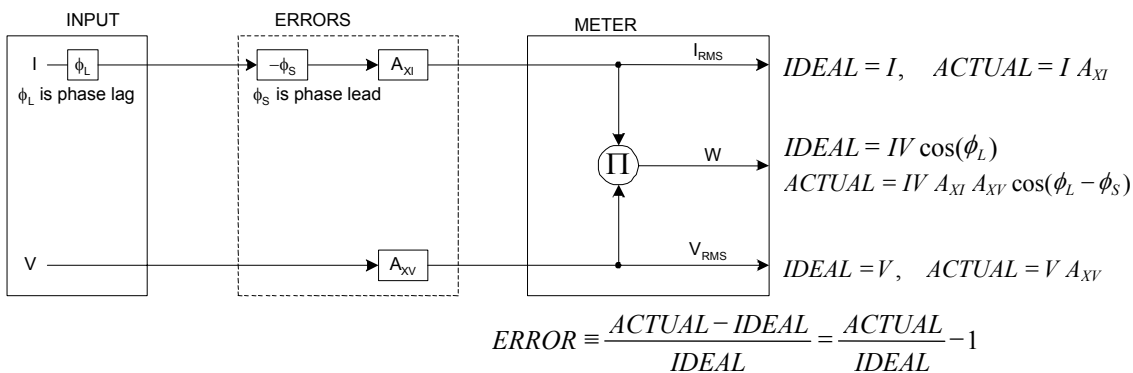 INPUT
ERRORS
METER
I
ϕL
−ϕS
AXI
IRMS
IDEAL = I, ACTUAL = I AXI
ϕL is phase lag
ϕS is phase lead
Π
W
IDEAL = IV cos(ϕL)
ACTUAL = IV AXI AXV cos(ϕL − ϕS)
V
AXV
VRMS
IDEAL = V, ACTUAL = V AXV
ERROR ≡ ACTUAL − IDEAL / IDEAL = ACTUAL / IDEAL − 1